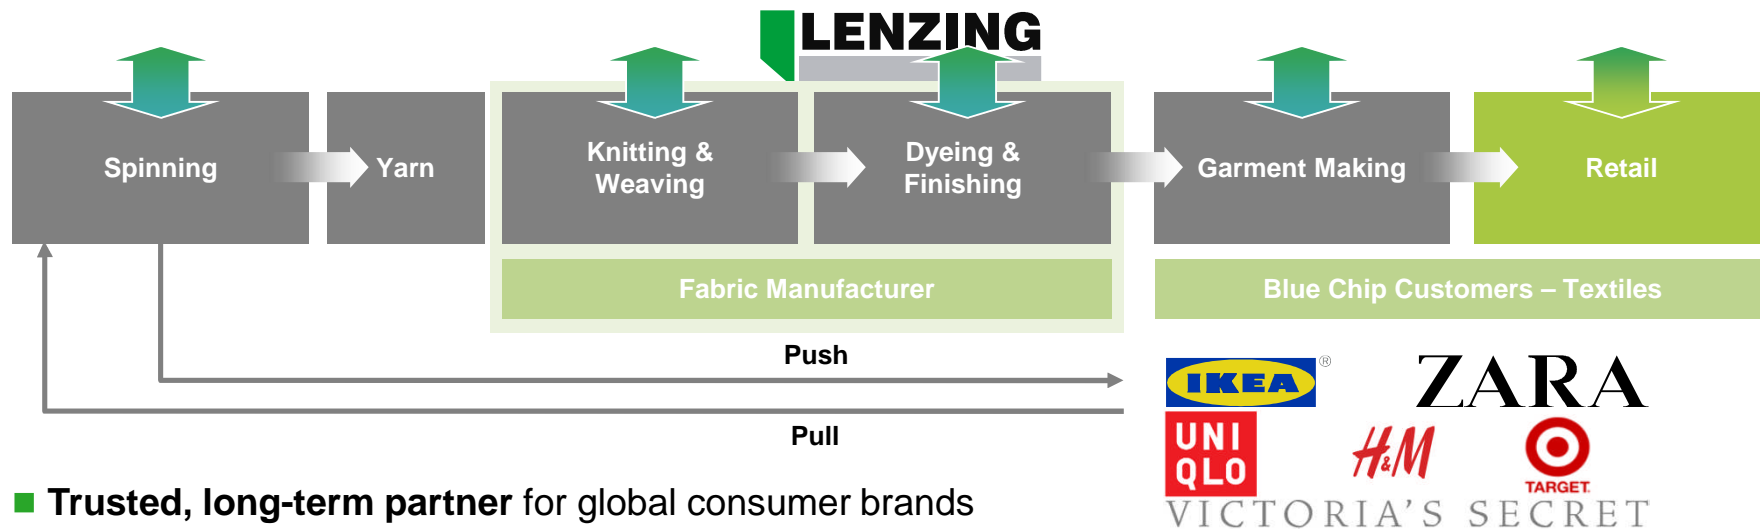 LENZING
Spinning
Yarn
Knitting &
Weaving
Dyeing &
Finishing
Garment Making
Retail
Fabric Manufacturer
Blue Chip Customers – Textiles
Push
Pull
IKEA ®
ZARA
UNI
QLO
H&M
TARGET.
VICTORIA'S SECRET
Trusted, long-term partner for global consumer brands